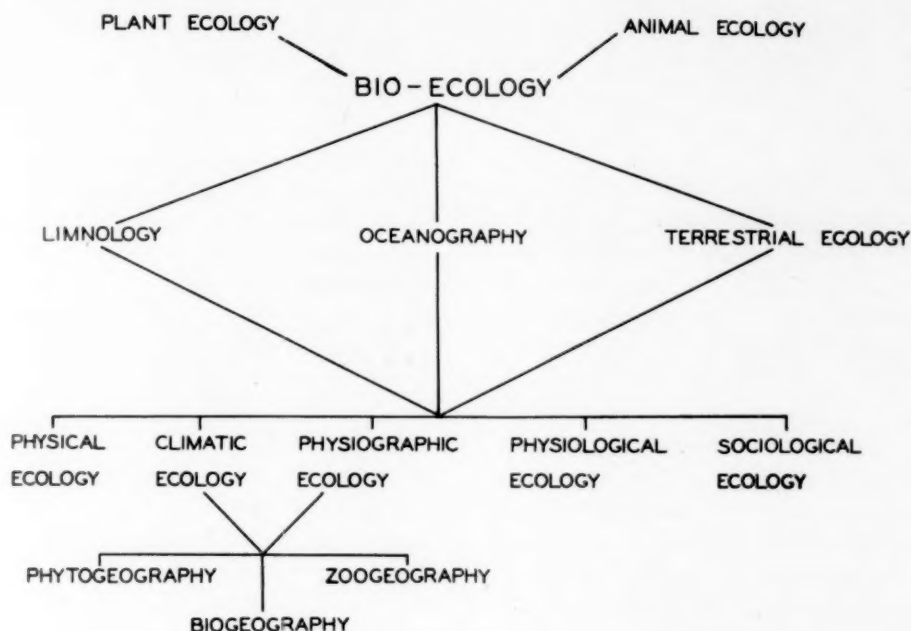 PLANT ECOLOGY
ANIMAL ECOLOGY
BIO-ECOLOGY
LIMNOLOGY
OCEANOGRAPHY
TERRESTRIAL ECOLOGY
PHYSICAL ECOLOGY
CLIMATIC ECOLOGY
PHYSIOGRAPHIC ECOLOGY
PHYSIOLOGICAL ECOLOGY
SOCIOLOGICAL ECOLOGY
PHYTOGEOGRAPHY
ZOOGEOGRAPHY
BIOGEOGRAPHY